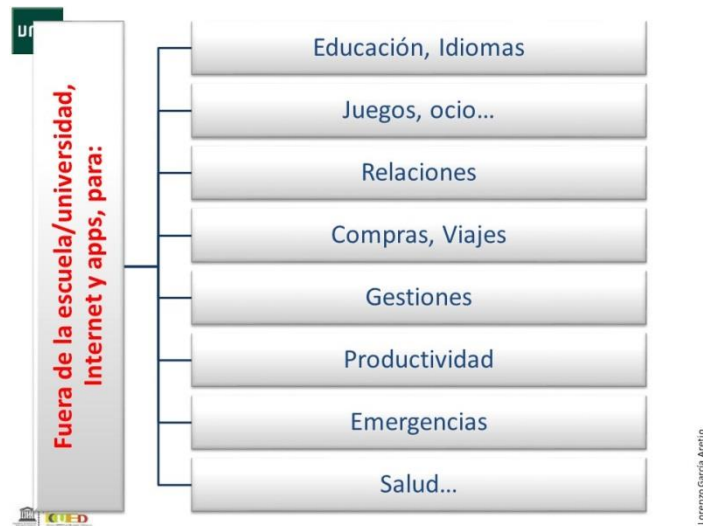 Fuera de la escuela/universidad,
Internet y apps, para:
Educación, Idiomas
Juegos, ocio...
Relaciones
Compras, Viajes
Gestiones
Productividad
Emergencias
Salud...
Lorenzo García Aretio